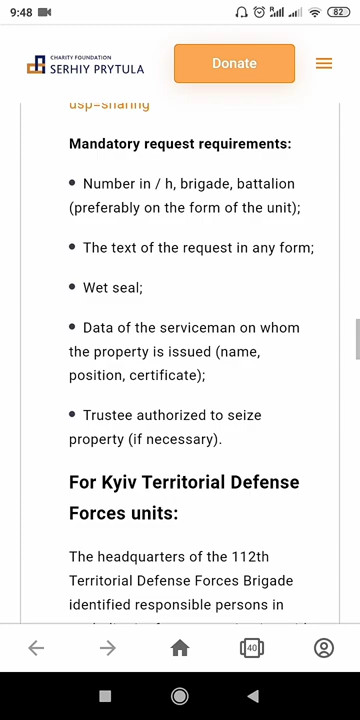 9:48
82
CHARITY FOUNDATION
SERHIY PRYTULA
Donate
usp=sharing
Mandatory request requirements:
• Number in / h, brigade, battalion
(preferably on the form of the unit);
• The text of the request in any form;
• Wet seal;
• Data of the serviceman on whom
the property is issued (name,
position, certificate);
• Trustee authorized to seize
property (if necessary).
For Kyiv Territorial Defense
Forces units:
The headquarters of the 112th
Territorial Defense Forces Brigade
identified responsible persons in
40